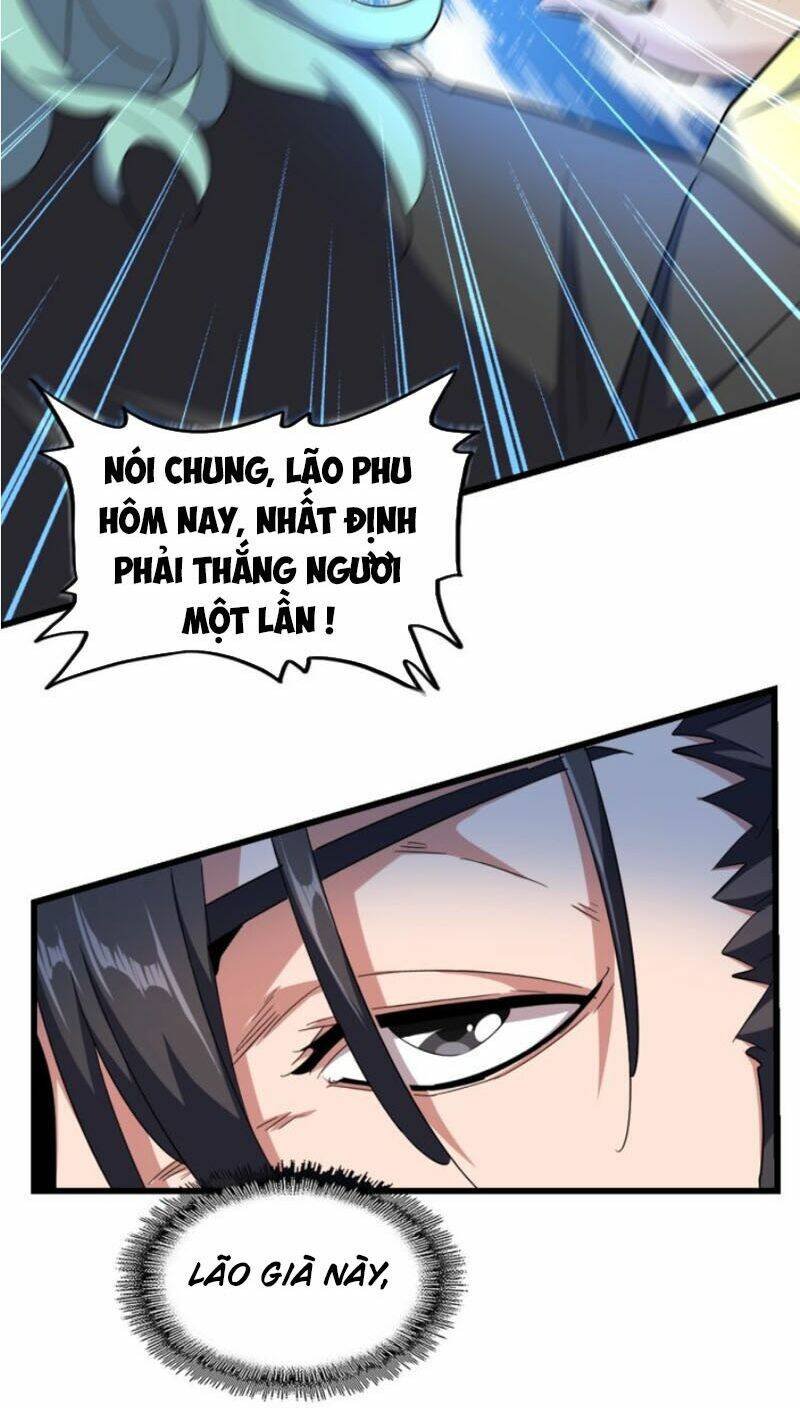 NÓI CHUNG, LÃO PHU
HÔM NAY, NHẤT ĐỊNH
PHẢI THẮNG NGƯƠI
MỘT LẦN !
LÃO GIÀ NÀY,